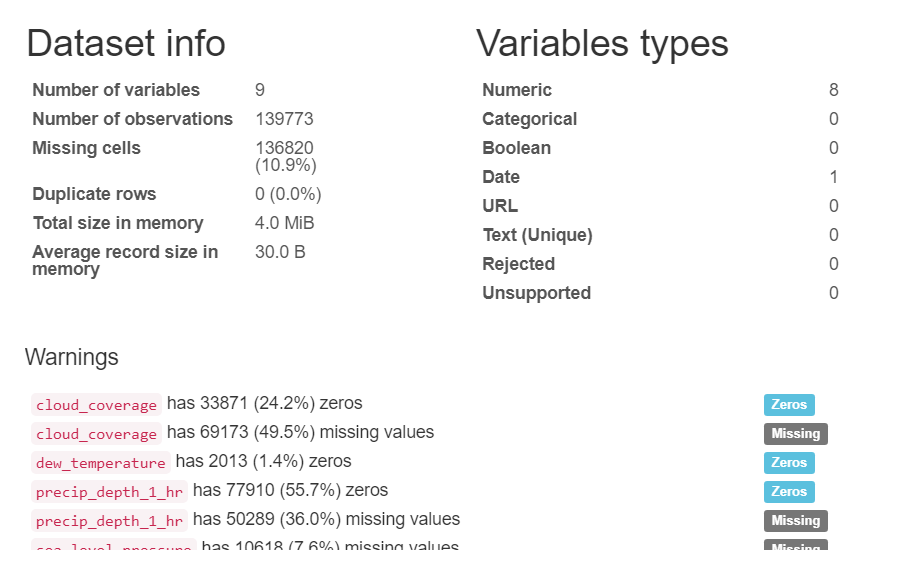 Dataset info
Number of variables 9
Number of observations 139773
Missing cells 136820
(10.9%)
Duplicate rows 0 (0.0%)
Total size in memory 4.0 MiB
Average record size in 30.0 B
memory
Variables types
Numeric 8
Categorical 0
Boolean 0
Date 1
URL 0
Text (Unique) 0
Rejected 0
Unsupported 0
Warnings
cloud_coverage has 33871 (24.2%) zeros Zeros
cloud_coverage has 69173 (49.5%) missing values Missing
dew_temperature has 2013 (1.4%) zeros Zeros
precip_depth_1_hr has 77910 (55.7%) zeros Zeros
precip_depth_1_hr has 50289 (36.0%) missing values Missing
sea_level_pressure has 10618 (7.6%) missing values Missing